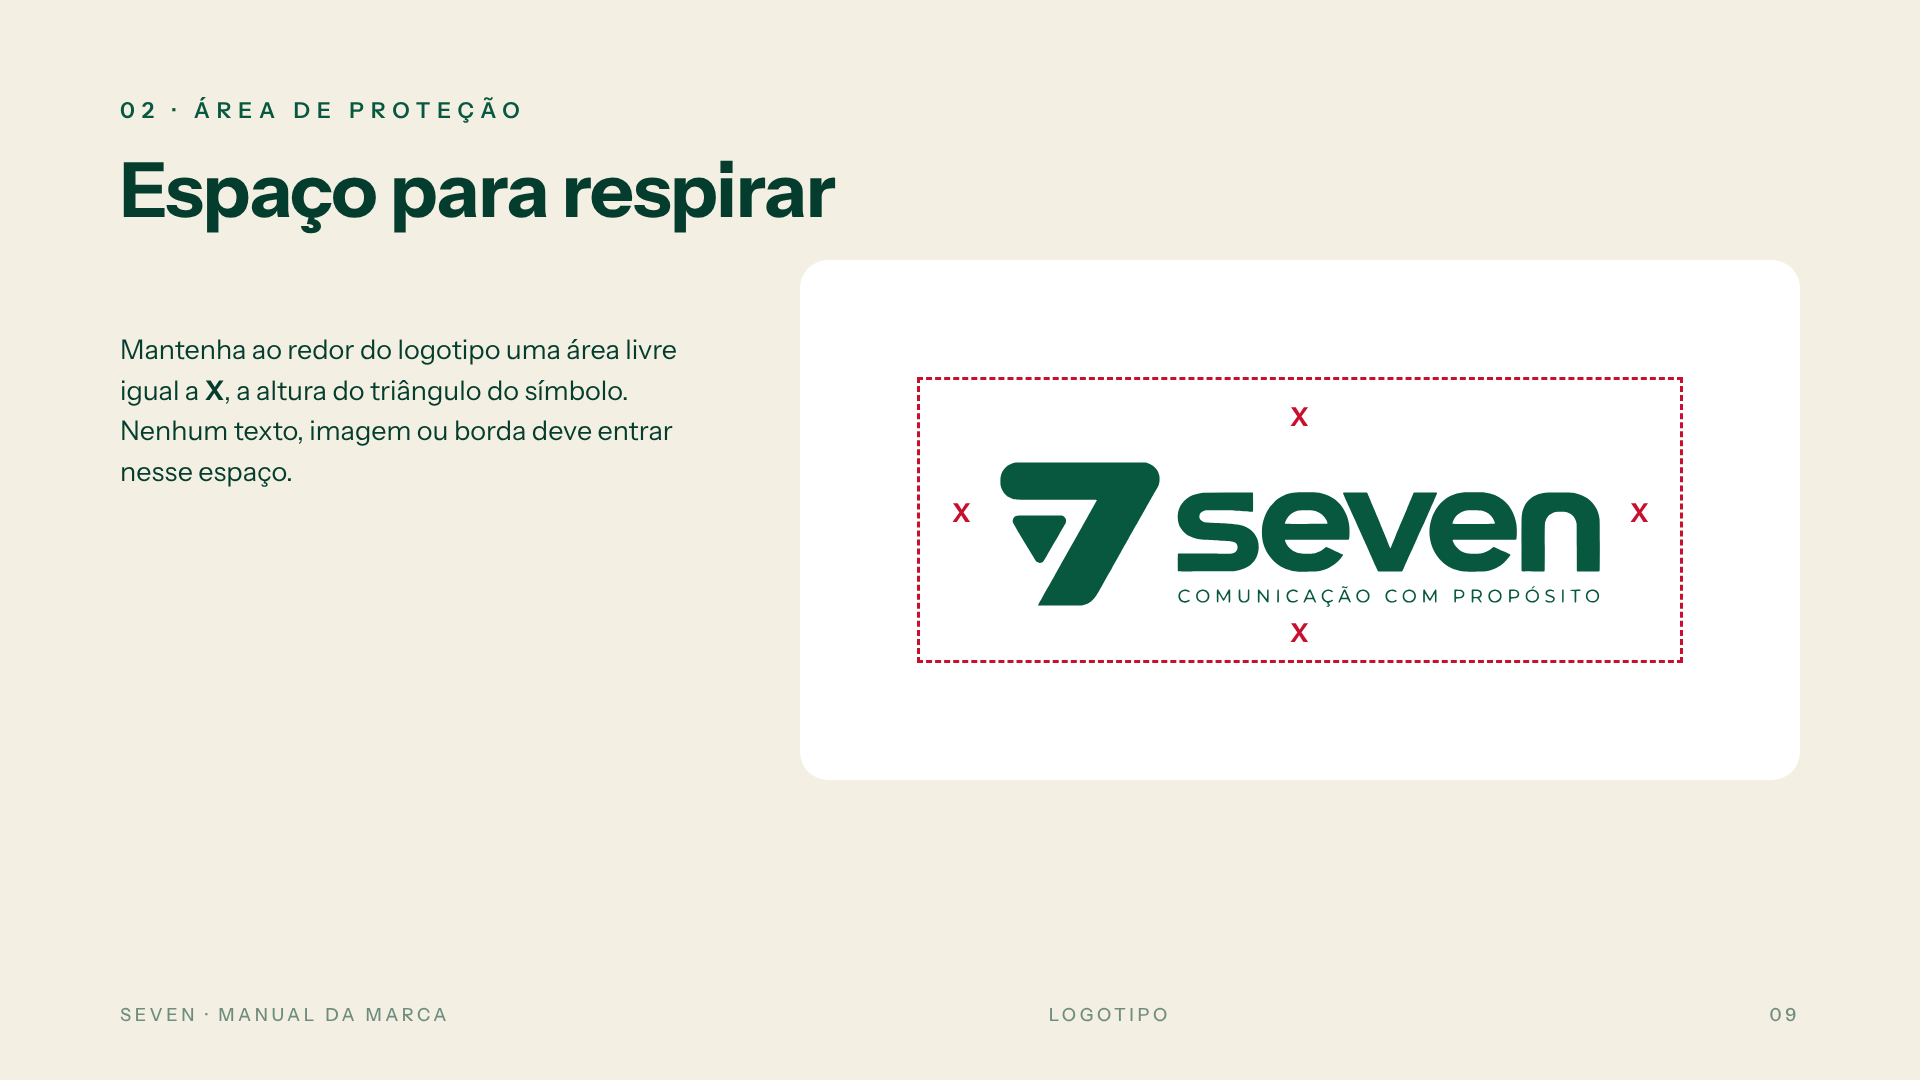 02 · ÁREA DE PROTEÇÃO
Espaço para respirar
Mantenha ao redor do logotipo uma área livre
igual a X, a altura do triângulo do símbolo.
Nenhum texto, imagem ou borda deve entrar
nesse espaço.
X
X
7 seven
X
COMUNICAÇÃO COM PROPÓSITO
X
SEVEN · MANUAL DA MARCA
LOGOTIPO
09